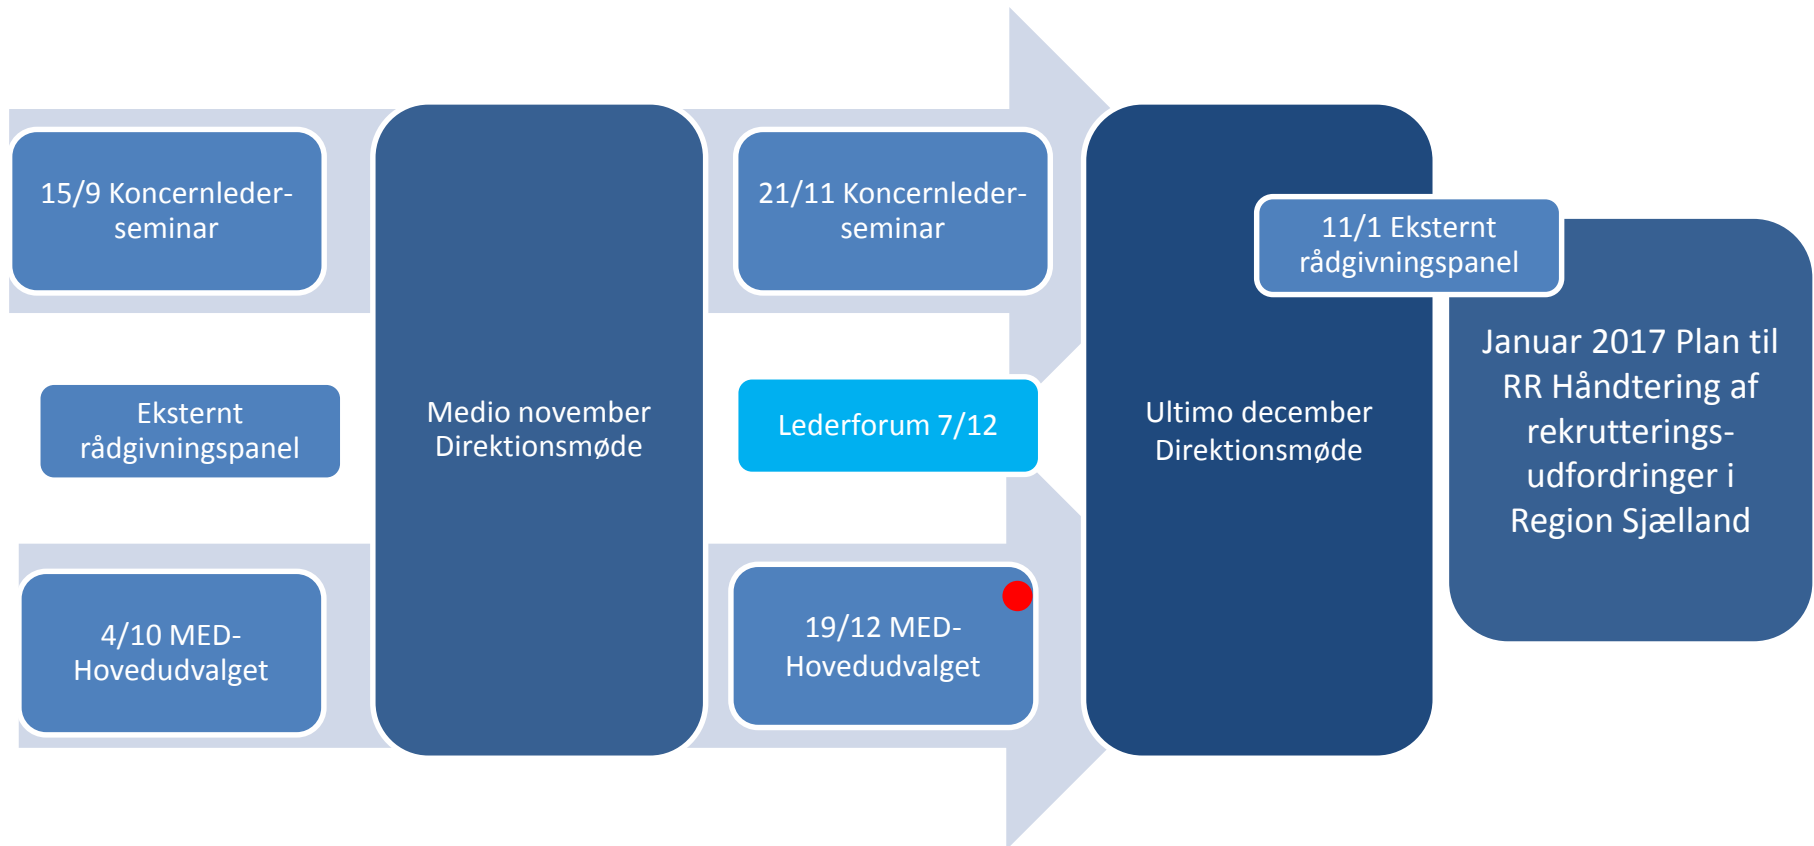 15/9 Koncernleder-
seminar
Eksternt
rådgivningspanel
4/10 MED-
Hovedudvalget
Medio november
Direktionsmøde
21/11 Koncernleder-
seminar
Lederforum 7/12
19/12 MED-
Hovedudvalget
Ultimo december
Direktionsmøde
11/1 Eksternt
rådgivningspanel
Januar 2017 Plan til
RR Håndtering af
rekrutterings-
udfordringer i
Region Sjælland